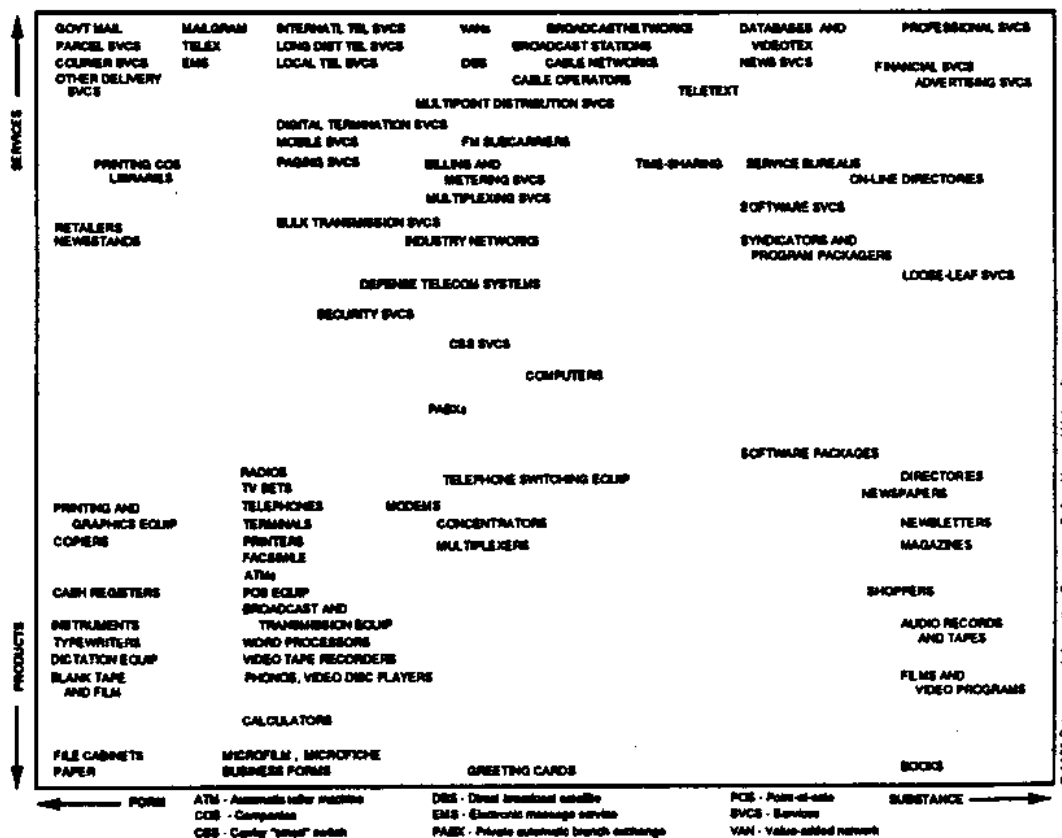 GOVT MAIL MAILGRAM INTERNATL TEL SVCS VANs BROADCAST NETWORKS DATABASES AND PROFESSIONAL SVCS
PARCEL SVCS TELEX LONG DIST TEL SVCS BROADCAST STATIONS VIDEOTEX
COURIER SVCS EMS LOCAL TEL SVCS DBS CABLE NETWORKS NEWS SVCS FINANCIAL SVCS
OTHER DELIVERY CABLE OPERATORS ADVERTISING SVCS
SVCS TELETEXT
MULTIPOINT DISTRIBUTION SVCS
DIGITAL TERMINATION SVCS
MOBILE SVCS FM SUBCARRIERS
PRINTING COS PAGING SVCS BILLING AND TIME-SHARING SERVICE BUREAUS
LIBRARIES METERING SVCS ON-LINE DIRECTORIES
MULTIPLEXING SVCS
SOFTWARE SVCS
RETAILERS BULK TRANSMISSION SVCS
NEWSSTANDS INDUSTRY NETWORKS SYNDICATORS AND
PROGRAM PACKAGERS
LOOSE-LEAF SVCS
DEFENSE TELECOM SYSTEMS
SECURITY SVCS
CSS SVCS
COMPUTERS
PABXs
SOFTWARE PACKAGES
RADIOS DIRECTORIES
TV SETS TELEPHONE SWITCHING EQUIP
NEWSPAPERS
PRINTING AND TELEPHONES MODEMS
GRAPHICS EQUIP TERMINALS CONCENTRATORS NEWSLETTERS
COPIERS PRINTERS MULTIPLEXERS MAGAZINES
FACSIMILE
ATMs
CASH REGISTERS POS EQUIP SHOPPERS
BROADCAST AND
INSTRUMENTS TRANSMISSION EQUIP AUDIO RECORDS
TYPEWRITERS WORD PROCESSORS AND TAPES
DICTATION EQUIP VIDEO TAPE RECORDERS
BLANK TAPE PHONOS, VIDEO DISC PLAYERS FILMS AND
AND FILM VIDEO PROGRAMS
CALCULATORS
FILE CABINETS MICROFILM, MICROFICHE
PAPER BUSINESS FORMS GREETING CARDS BOOKS
SERVICES
PRODUCTS
FORM
SUBSTANCE
ATM - Automatic teller machine DBS - Direct broadcast satellite POS - Point-of-sale
COS - Companies EMS - Electronic message service SVCS - Services
CSS - Carrier "smart" switch PABX - Private automatic branch exchange VAN - Value-added network